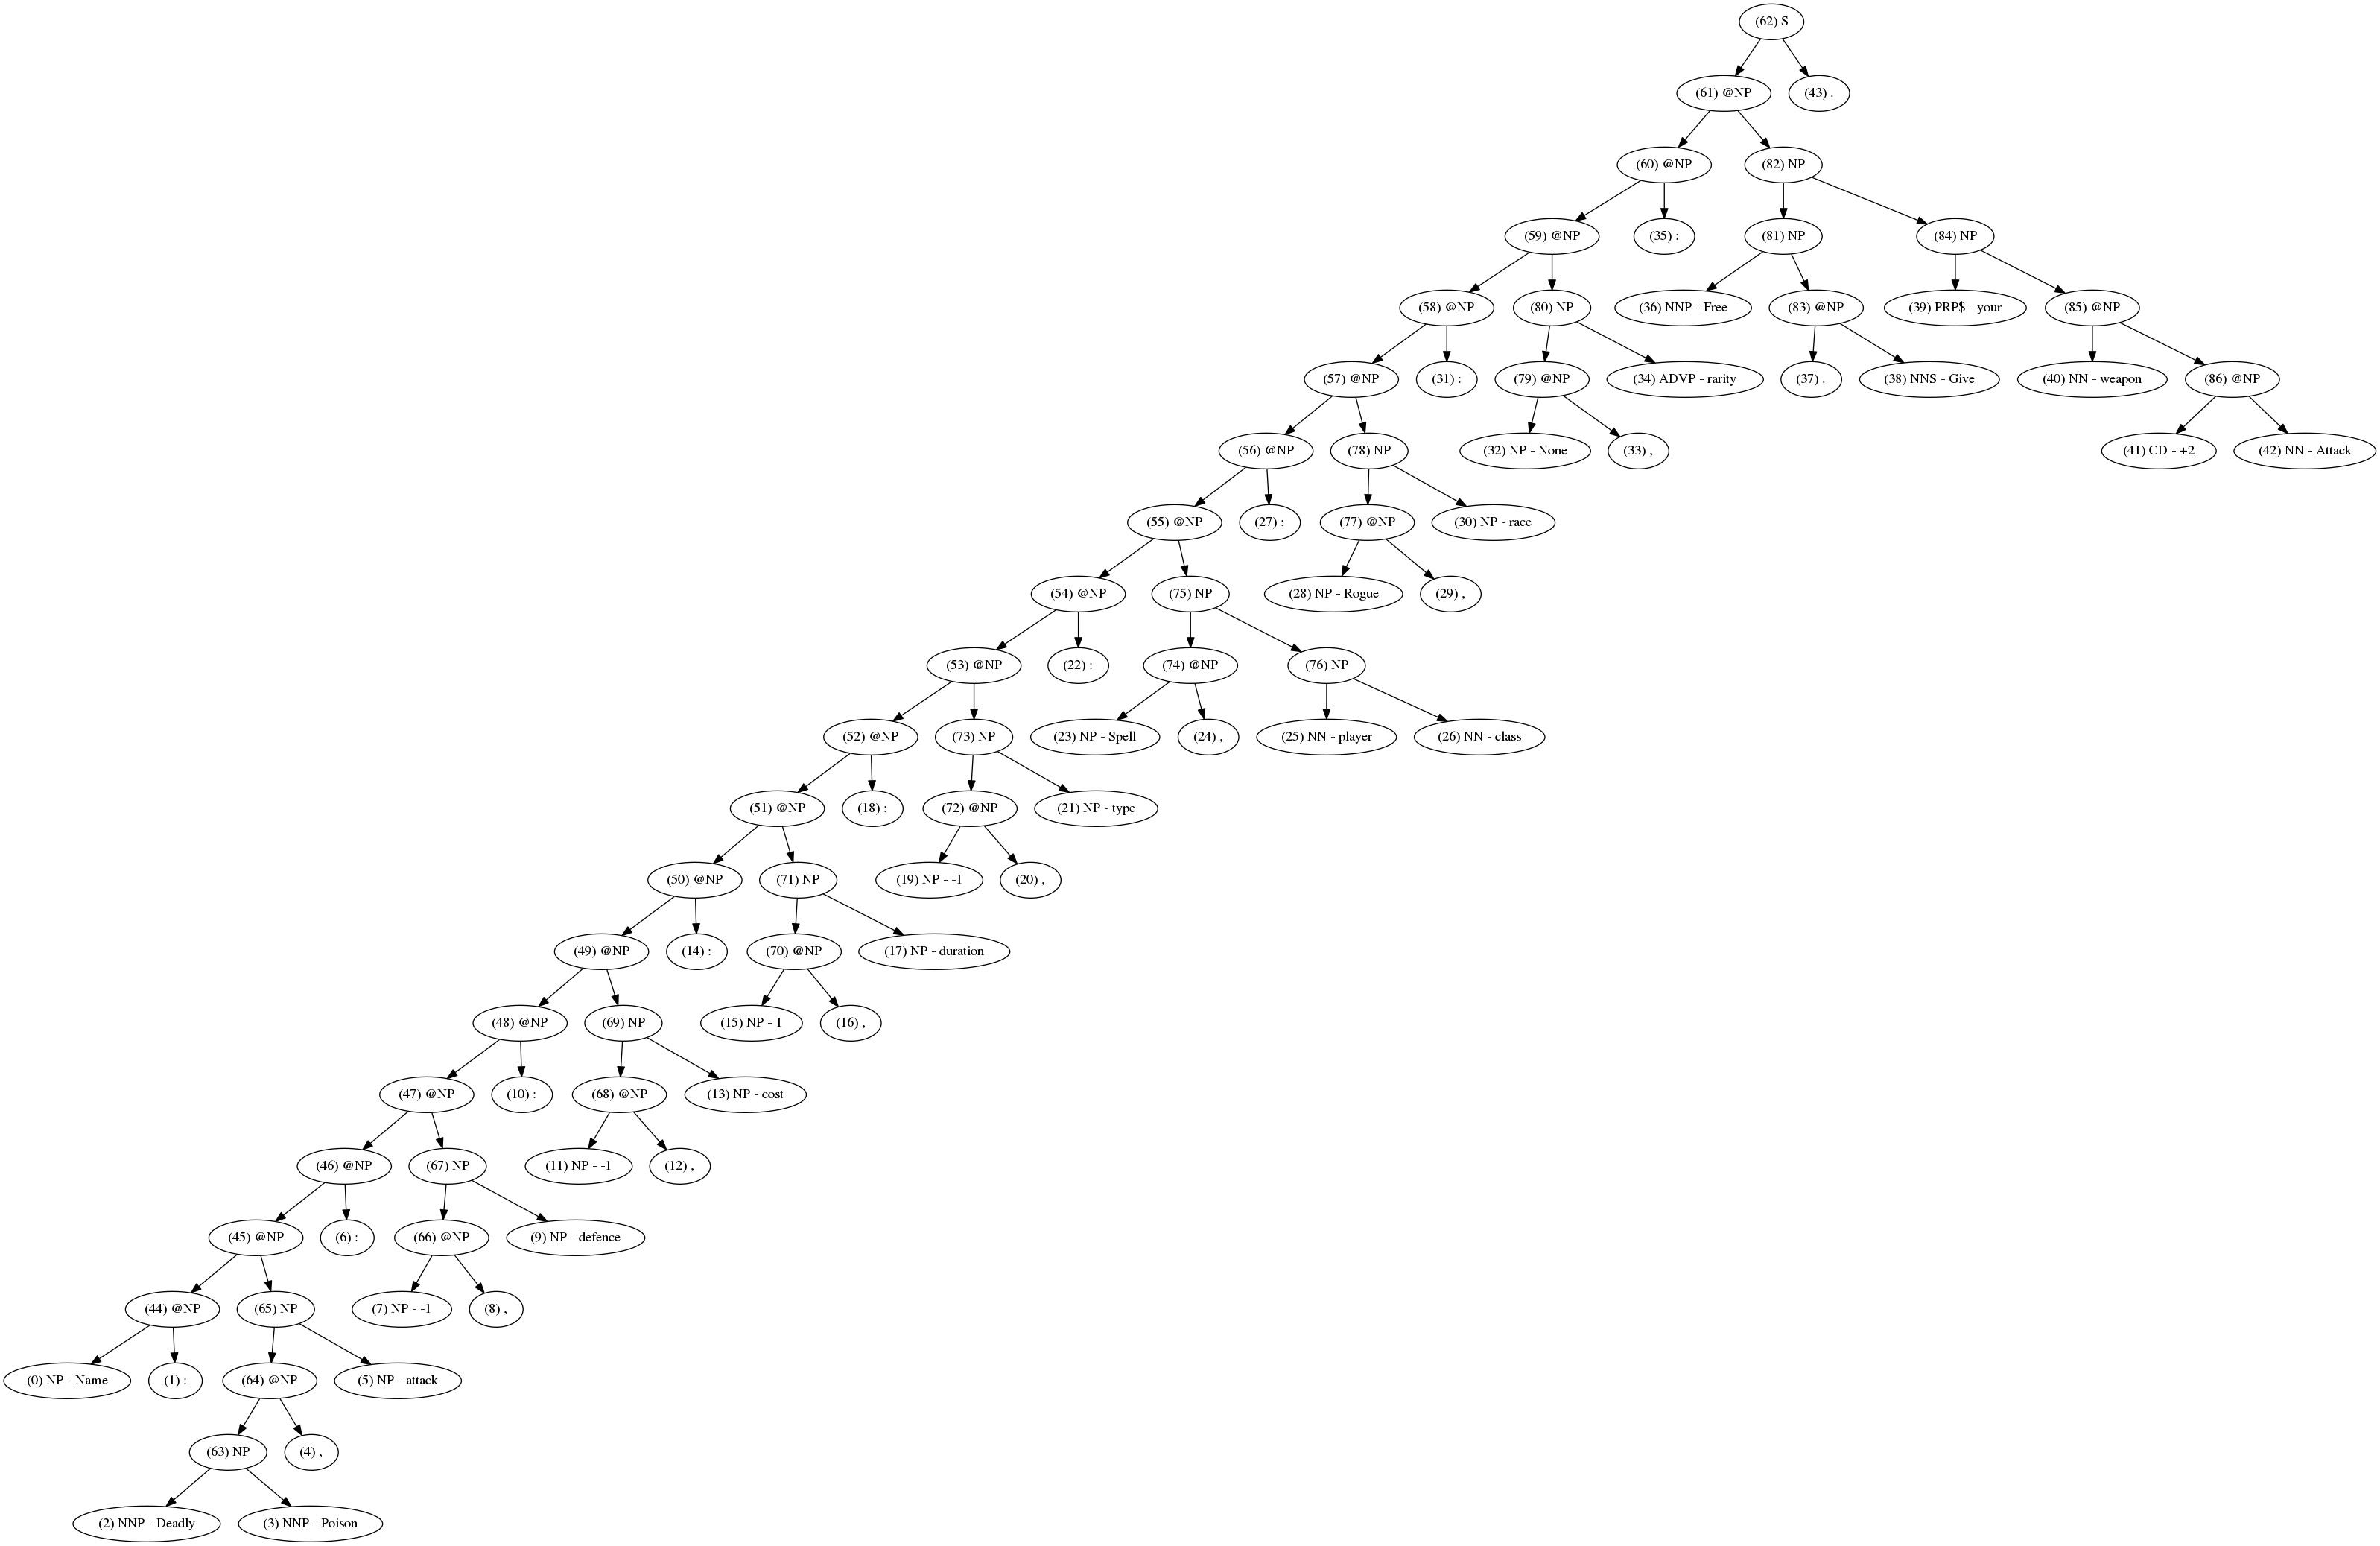 (62) S
(61) @NP
(43) .
(60) @NP
(82) NP
(59) @NP
(35) :
(81) NP
(84) NP
(58) @NP
(80) NP
(36) NNP - Free
(83) @NP
(39) PRP$ - your
(85) @NP
(57) @NP
(31) :
(79) @NP
(34) ADVP - rarity
(37) .
(38) NNS - Give
(40) NN - weapon
(86) @NP
(56) @NP
(78) NP
(32) NP - None
(33) ,
(41) CD - +2
(42) NN - Attack
(55) @NP
(27) :
(77) @NP
(30) NP - race
(54) @NP
(75) NP
(28) NP - Rogue
(29) ,
(53) @NP
(22) :
(74) @NP
(76) NP
(52) @NP
(73) NP
(23) NP - Spell
(24) ,
(25) NN - player
(26) NN - class
(51) @NP
(18) :
(72) @NP
(21) NP - type
(50) @NP
(71) NP
(19) NP - -1
(20) ,
(49) @NP
(14) :
(70) @NP
(17) NP - duration
(48) @NP
(69) NP
(15) NP - 1
(16) ,
(47) @NP
(10) :
(68) @NP
(13) NP - cost
(46) @NP
(67) NP
(11) NP - -1
(12) ,
(45) @NP
(6) :
(66) @NP
(9) NP - defence
(44) @NP
(65) NP
(7) NP - -1
(8) ,
(0) NP - Name
(1) :
(64) @NP
(5) NP - attack
(63) NP
(4) ,
(2) NNP - Deadly
(3) NNP - Poison